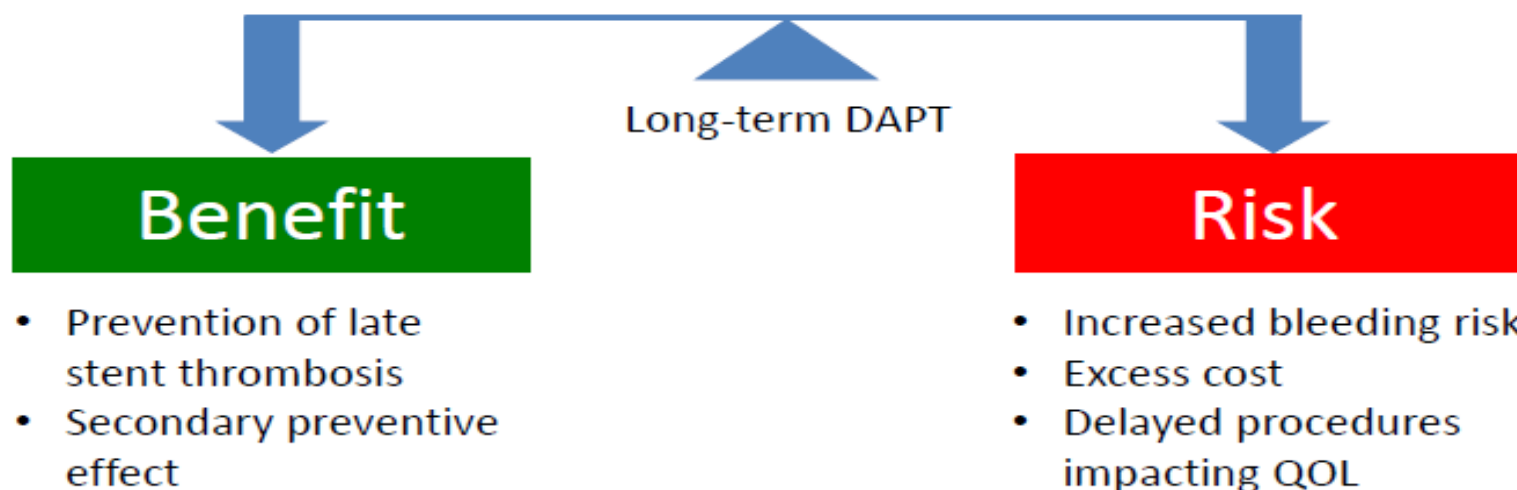 Long-term DAPT
Benefit
• Prevention of late
stent thrombosis
• Secondary preventive
effect
Risk
• Increased bleeding risk
• Excess cost
• Delayed procedures
impacting QOL